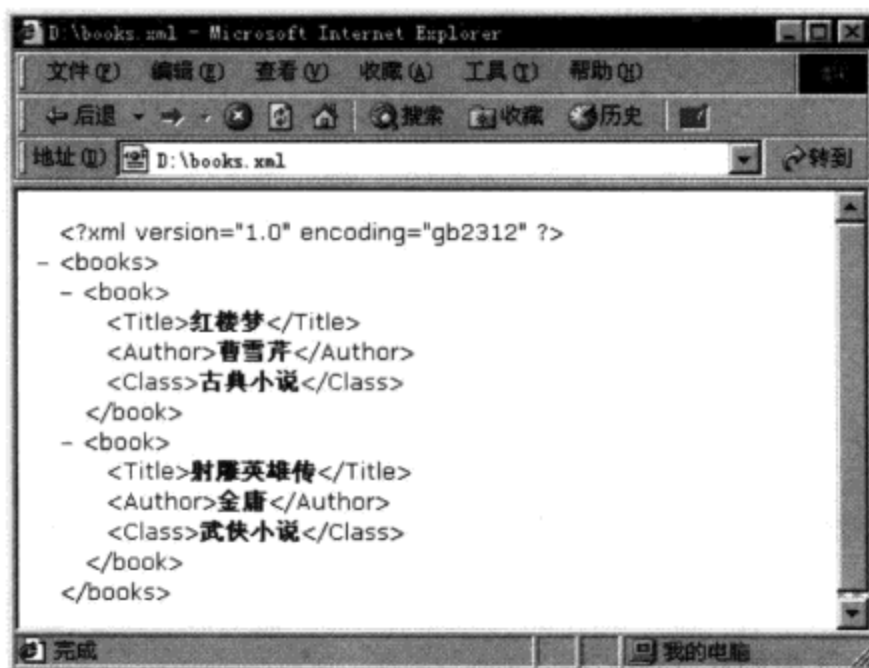 D:\books.xml - Microsoft Internet Explorer
文件(F) 编辑(E) 查看(V) 收藏(A) 工具(T) 帮助(H)
后退 搜索 收藏 历史
地址(D) D:\books.xml 转到
<?xml version="1.0" encoding="gb2312" ?>
- <books>
- <book>
<Title>红楼梦</Title>
<Author>曹雪芹</Author>
<Class>古典小说</Class>
</book>
- <book>
<Title>射雕英雄传</Title>
<Author>金庸</Author>
<Class>武侠小说</Class>
</book>
</books>
完成 我的电脑